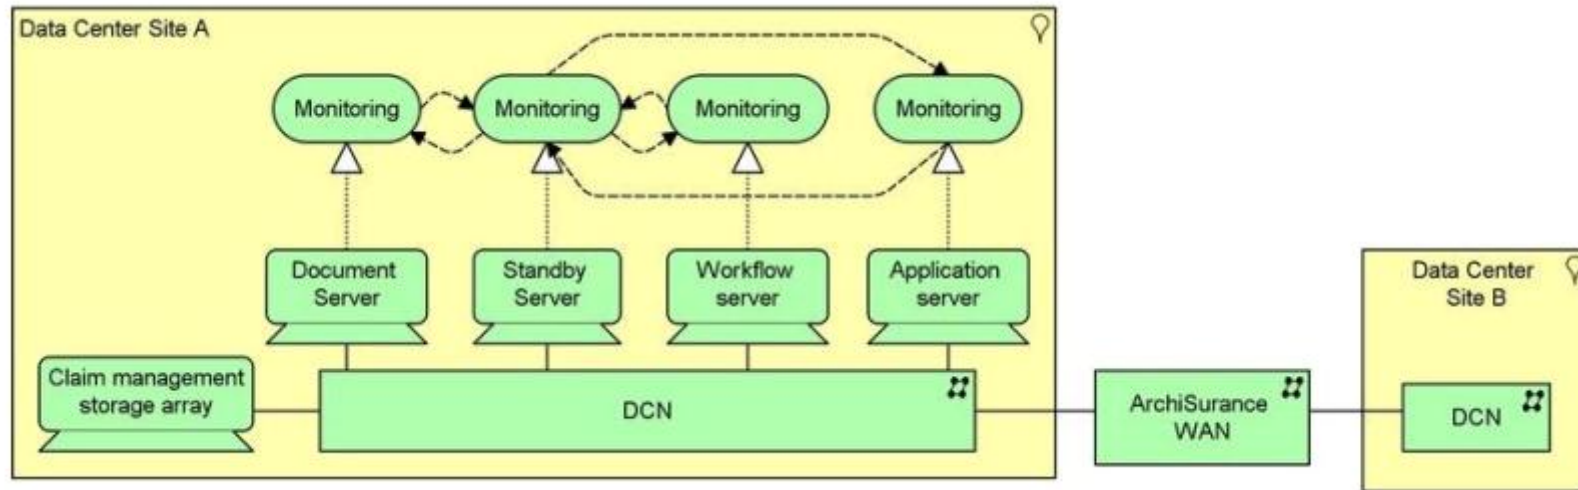 Data Center Site A
Monitoring
Monitoring
Monitoring
Monitoring
Document
Server
Standby
Server
Workflow
server
Application
server
Data Center
Site B
Claim management
storage array
DCN
ArchiSurance
WAN
DCN